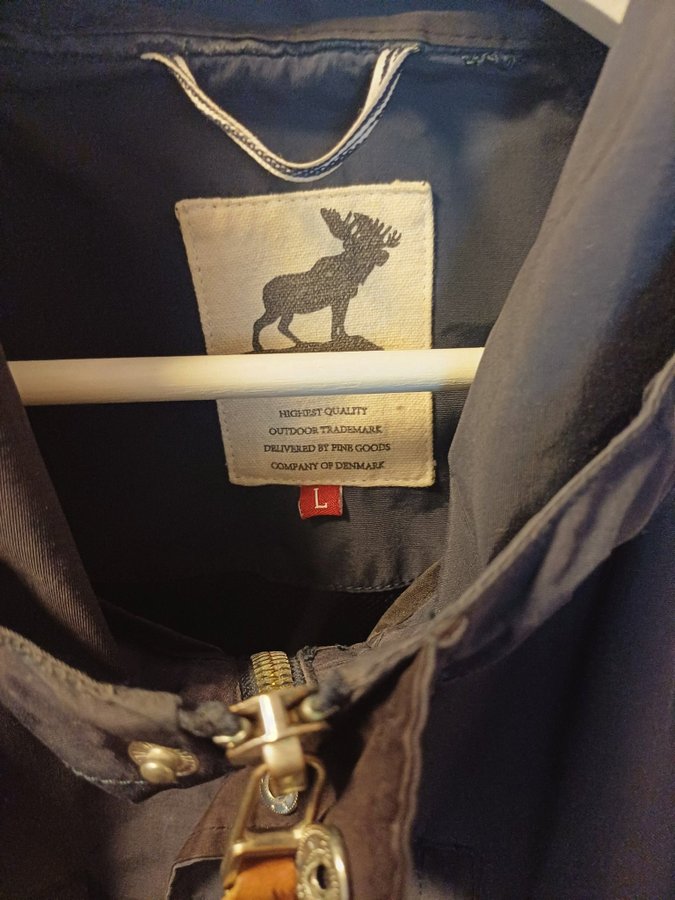 HIGHEST QUALITY
OUTDOOR TRADEMARK
DELIVERED BY FINE GOODS
COMPANY OF DENMARK
L